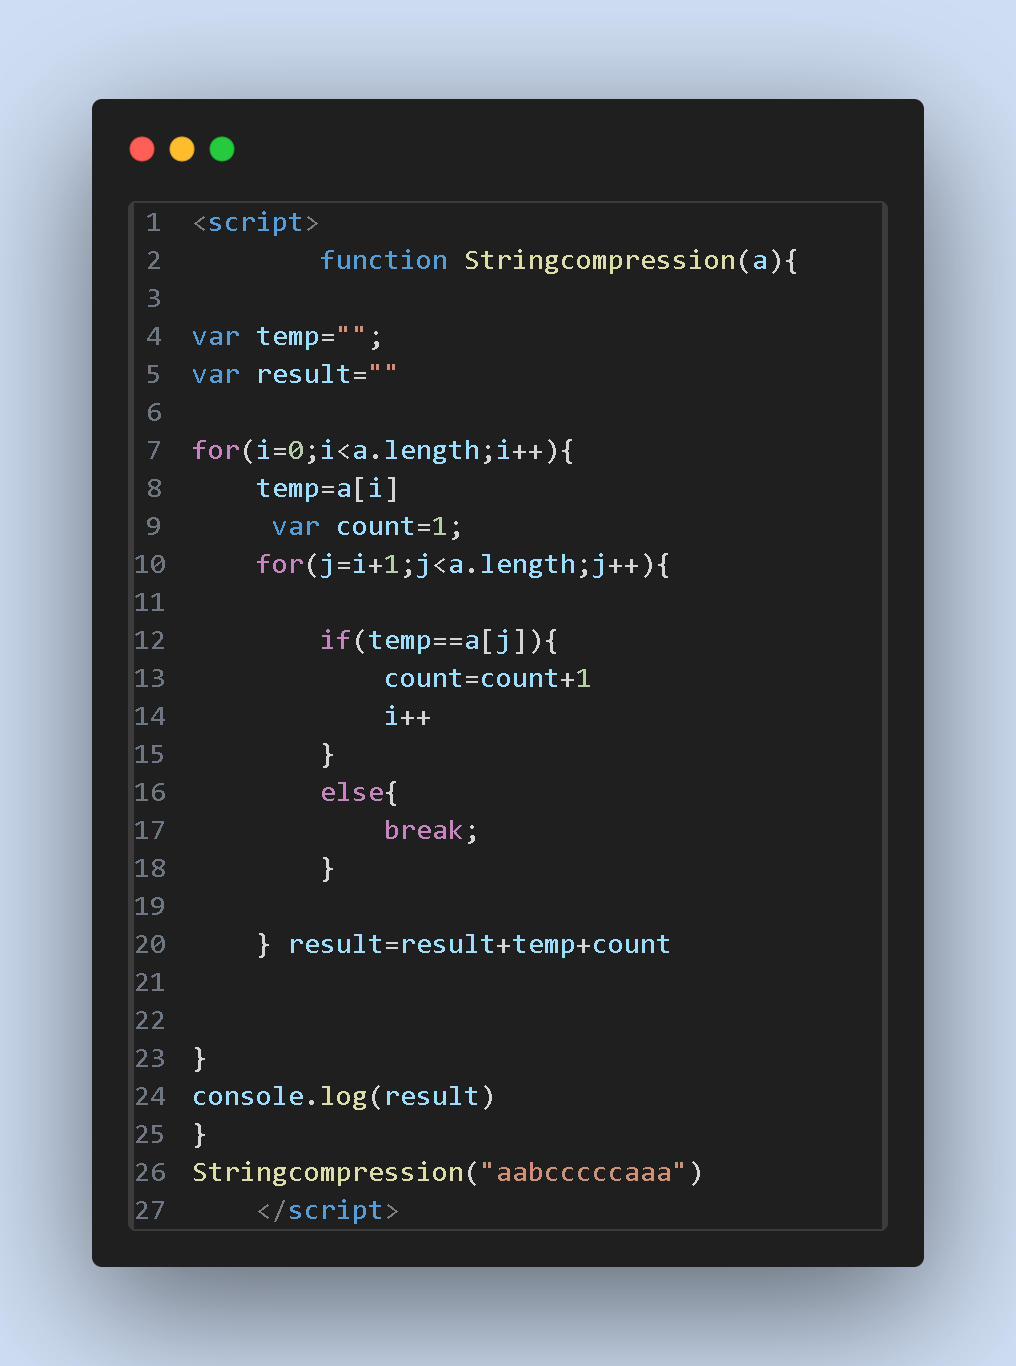 1 <script>
2         function Stringcompression(a){
3
4 var temp="";
5 var result=""
6
7 for(i=0;i<a.length;i++){
8     temp=a[i]
9      var count=1;
10     for(j=i+1;j<a.length;j++){
11
12         if(temp==a[j]){
13             count=count+1
14             i++
15         }
16         else{
17             break;
18         }
19
20     } result=result+temp+count
21
22
23 }
24 console.log(result)
25 }
26 Stringcompression("aabcccccaaa")
27     </script>